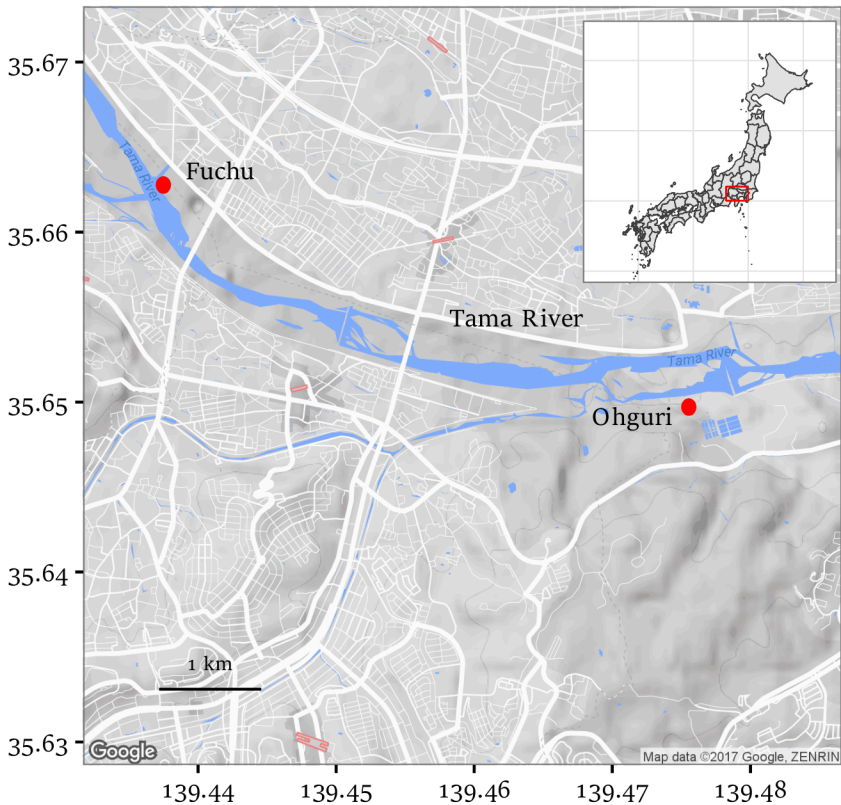 35.67
35.66
35.65
35.64
35.63
Tama River
Fuchu
Tama River
Tama River
Ohguri
1 km
Google
Map data ©2017 Google, ZENRIN
139.44
139.45
139.46
139.47
139.48